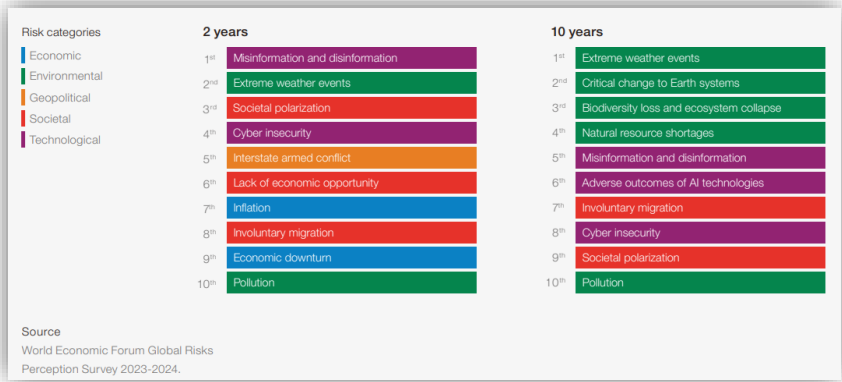 Risk categories
Economic
Environmental
Geopolitical
Societal
Technological
2 years
1st Misinformation and disinformation
2nd Extreme weather events
3rd Societal polarization
4th Cyber insecurity
5th Interstate armed conflict
6th Lack of economic opportunity
7th Inflation
8th Involuntary migration
9th Economic downturn
10th Pollution
10 years
1st Extreme weather events
2nd Critical change to Earth systems
3rd Biodiversity loss and ecosystem collapse
4th Natural resource shortages
5th Misinformation and disinformation
6th Adverse outcomes of AI technologies
7th Involuntary migration
8th Cyber insecurity
9th Societal polarization
10th Pollution
Source
World Economic Forum Global Risks
Perception Survey 2023-2024.